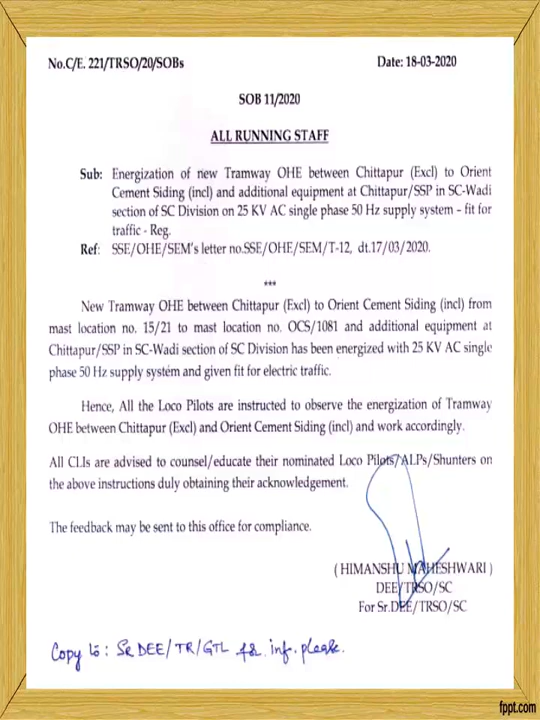 No.C/E. 221/TRSO/20/SOBs Date: 18-03-2020
SOB 11/2020
ALL RUNNING STAFF
Sub: Energization of new Tramway OHE between Chittapur (Excl) to Orient
Cement Siding (incl) and additional equipment at Chittapur/SSP in SC-Wadi
section of SC Division on 25 KV AC single phase 50 Hz supply system – fit for
traffic - Reg.
Ref: SSE/OHE/SEM's letter no.SSE/OHE/SEM/T-12, dt.17/03/2020.
***
New Tramway OHE between Chittapur (Excl) to Orient Cement Siding (incl) from
mast location no. 15/21 to mast location no. OCS/1081 and additional equipment at
Chittapur/SSP in SC-Wadi section of SC Division has been energized with 25 KV AC single
phase 50 Hz supply system and given fit for electric traffic.
Hence, All the Loco Pilots are instructed to observe the energization of Tramway
OHE between Chittapur (Excl) and Orient Cement Siding (incl) and work accordingly.
All CLIs are advised to counsel/educate their nominated Loco Pilots/ALPs/Shunters on
the above instructions duly obtaining their acknowledgement.
The feedback may be sent to this office for compliance.
( HIMANSHU MAHESHWARI )
DEE/TRSO/SC
For Sr.DEE/TRSO/SC
Copy to: Sr DEE/TR/GTL for inf. please.
fppt.com